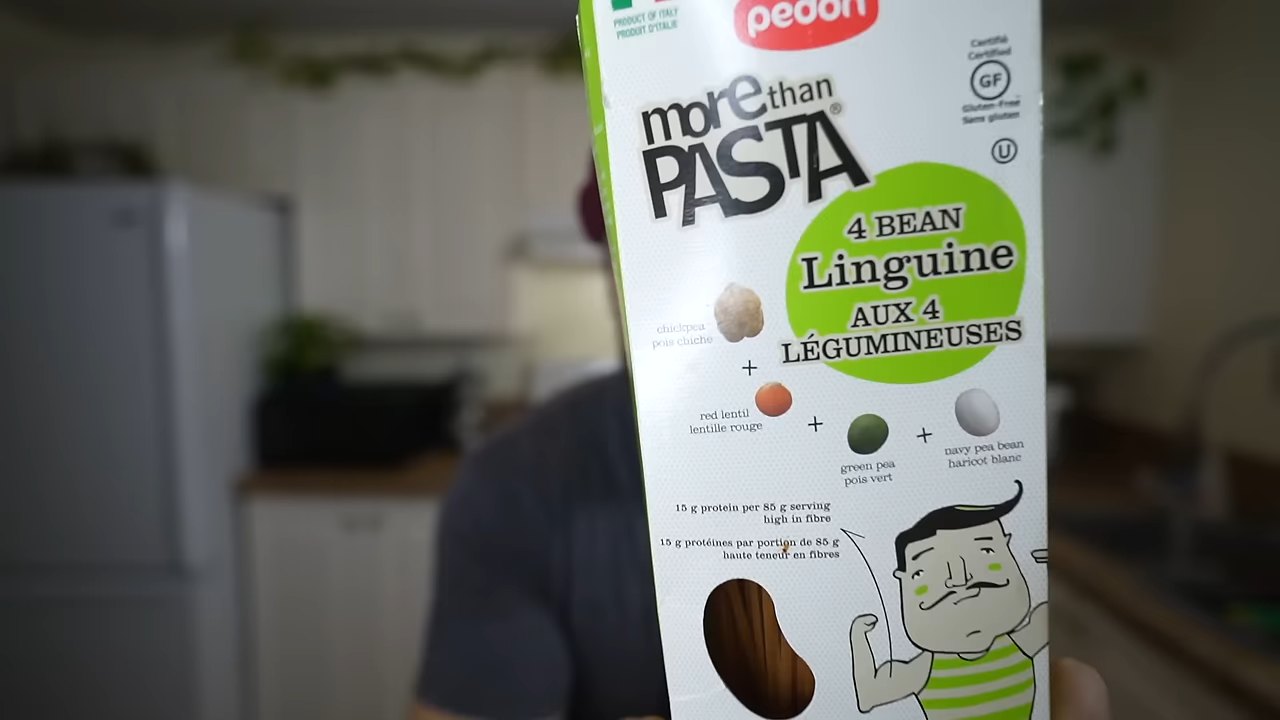 PRODUCT OF ITALY
PRODUIT D'ITALIE
pedon
Certifié
Certified
GF
Gluten-Free
Sans gluten
U
more than
PASTA®
4 BEAN
Linguine
AUX 4
LÉGUMINEUSES
chickpea
pois chiche
+
red lentil
lentille rouge
+
green pea
pois vert
+
navy pea bean
haricot blanc
15 g protein per 85 g serving
high in fibre
15 g protéines par portion de 85 g
haute teneur en fibres